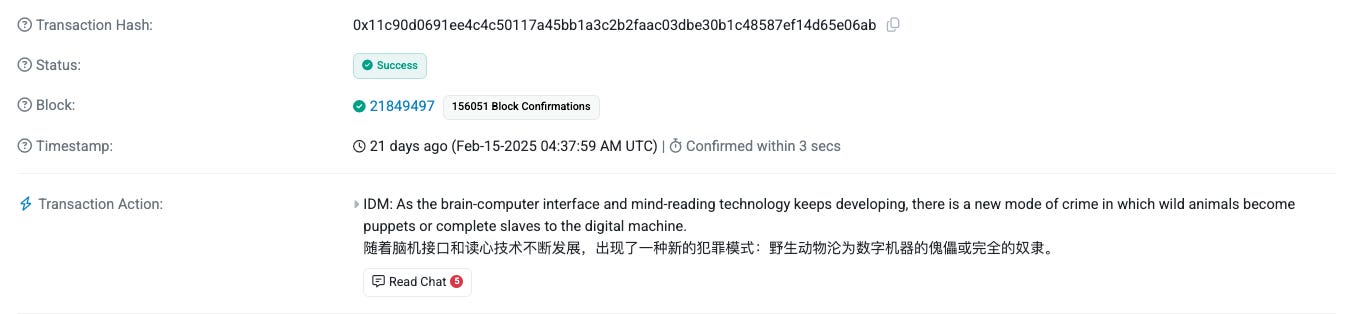 Transaction Hash: 0x11c90d0691ee4c4c50117a45bb1a3c2b2faac03dbe30b1c48587ef14d65e06ab
Status: Success
Block: 21849497 156051 Block Confirmations
Timestamp: 21 days ago (Feb-15-2025 04:37:59 AM UTC) | Confirmed within 3 secs
Transaction Action: IDM: As the brain-computer interface and mind-reading technology keeps developing, there is a new mode of crime in which wild animals become
puppets or complete slaves to the digital machine.
随着脑机接口和读心技术不断发展，出现了一种新的犯罪模式：野生动物沦为数字机器的傀儡或完全的奴隶。
Read Chat 5